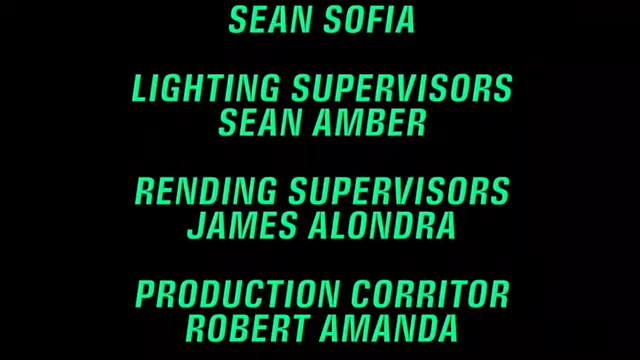 SEAN SOFIA
LIGHTING SUPERVISORS
SEAN AMBER
RENDING SUPERVISORS
JAMES ALONDRA
PRODUCTION CORRITOR
ROBERT AMANDA